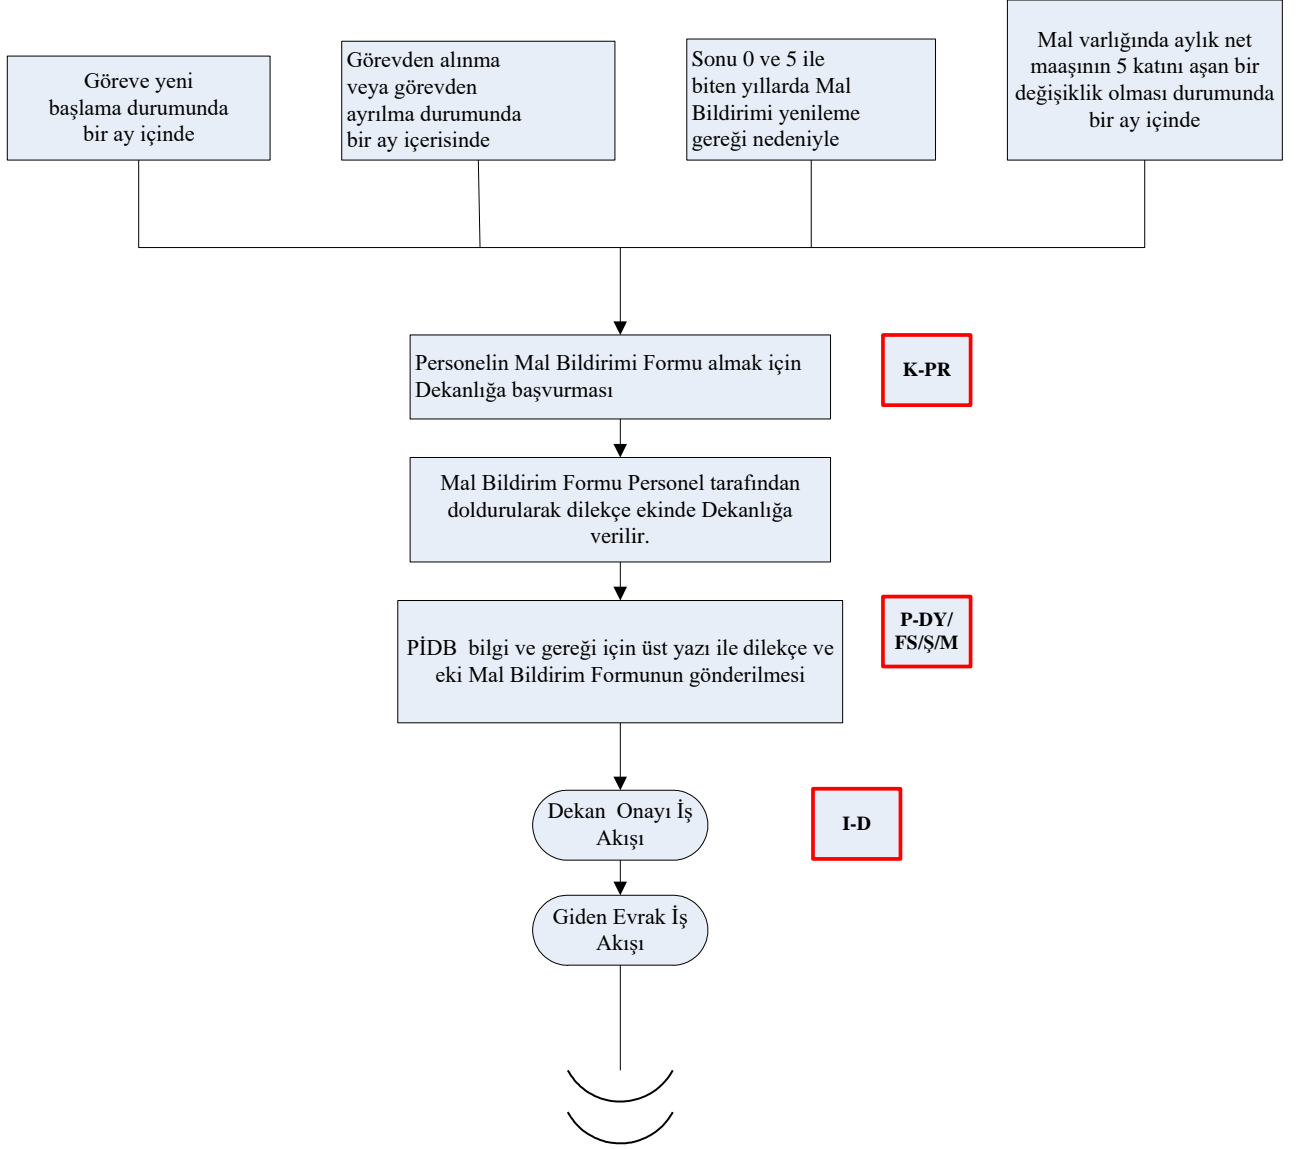 Göreve yeni
başlama durumunda
bir ay içinde
Görevden alınma
veya görevden
ayrılma durumunda
bir ay içerisinde
Sonu 0 ve 5 ile
biten yıllarda Mal
Bildirimi yenileme
gereği nedeniyle
Mal varlığında aylık net
maaşının 5 katını aşan bir
değişiklik olması durumunda
bir ay içinde
Personelin Mal Bildirimi Formu almak için
Dekanlığa başvurması
K-PR
Mal Bildirim Formu Personel tarafından
doldurularak dilekçe ekinde Dekanlığa
verilir.
PİDB  bilgi ve gereği için üst yazı ile dilekçe ve
eki Mal Bildirim Formunun gönderilmesi
P-DY/
FS/Ş/M
Dekan  Onayı İş
Akışı
I-D
Giden Evrak İş
Akışı